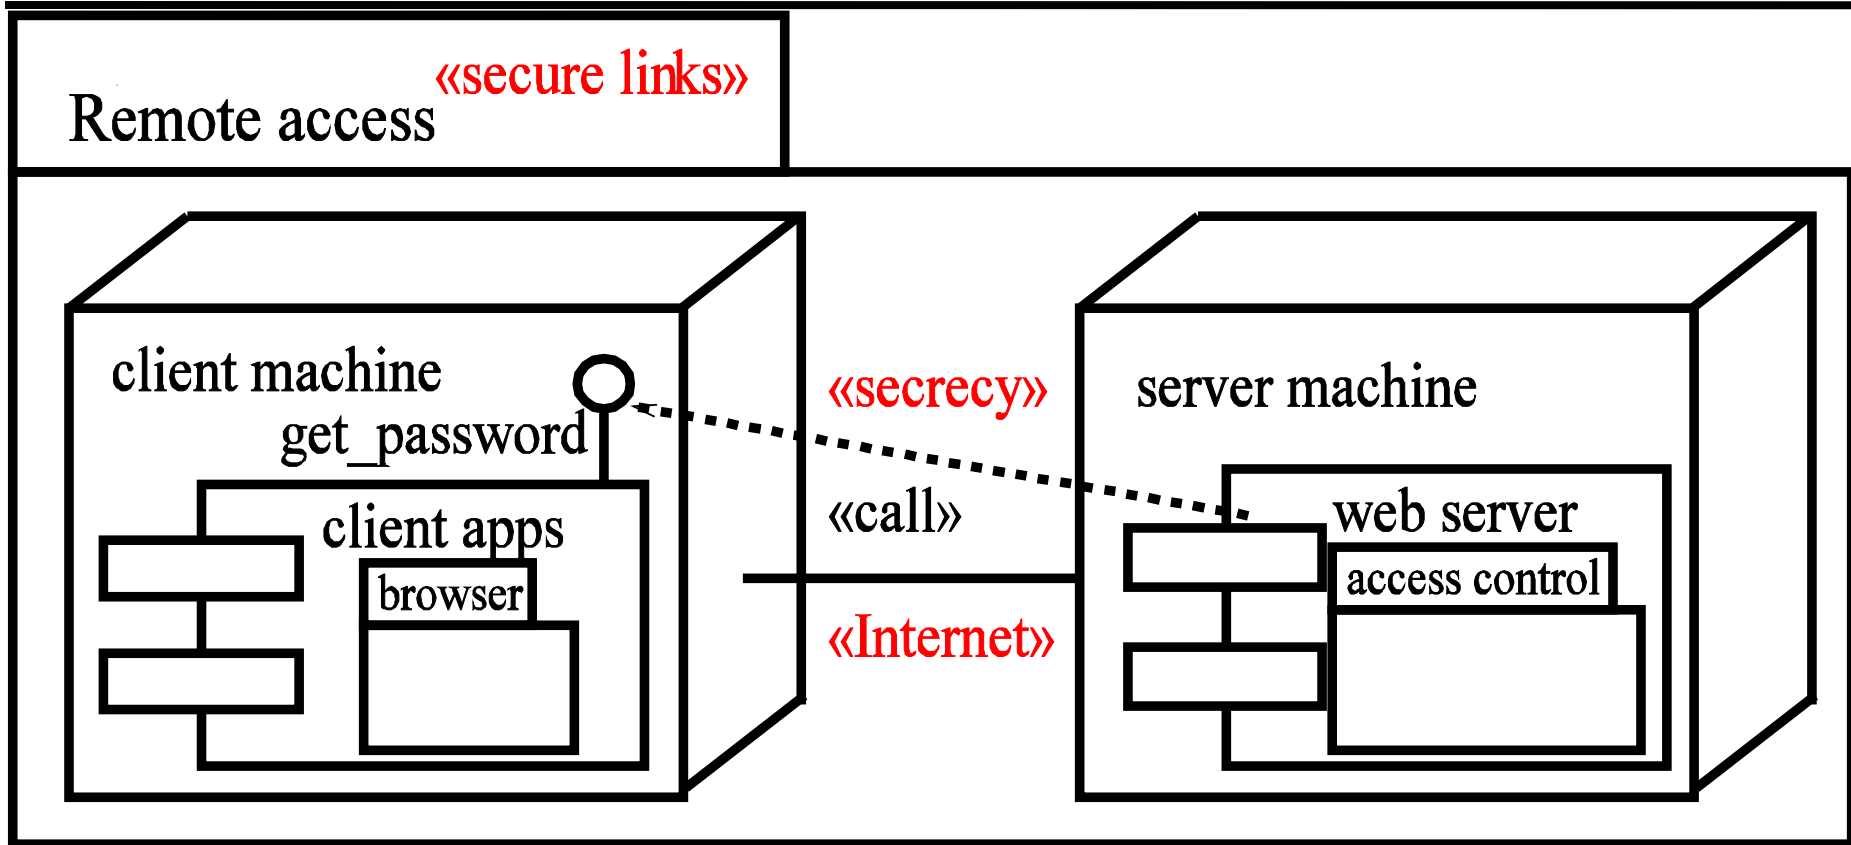 «secure links»
Remote access
client machine
get_password
client apps
browser
«secrecy»
«call»
«Internet»
server machine
web server
access control